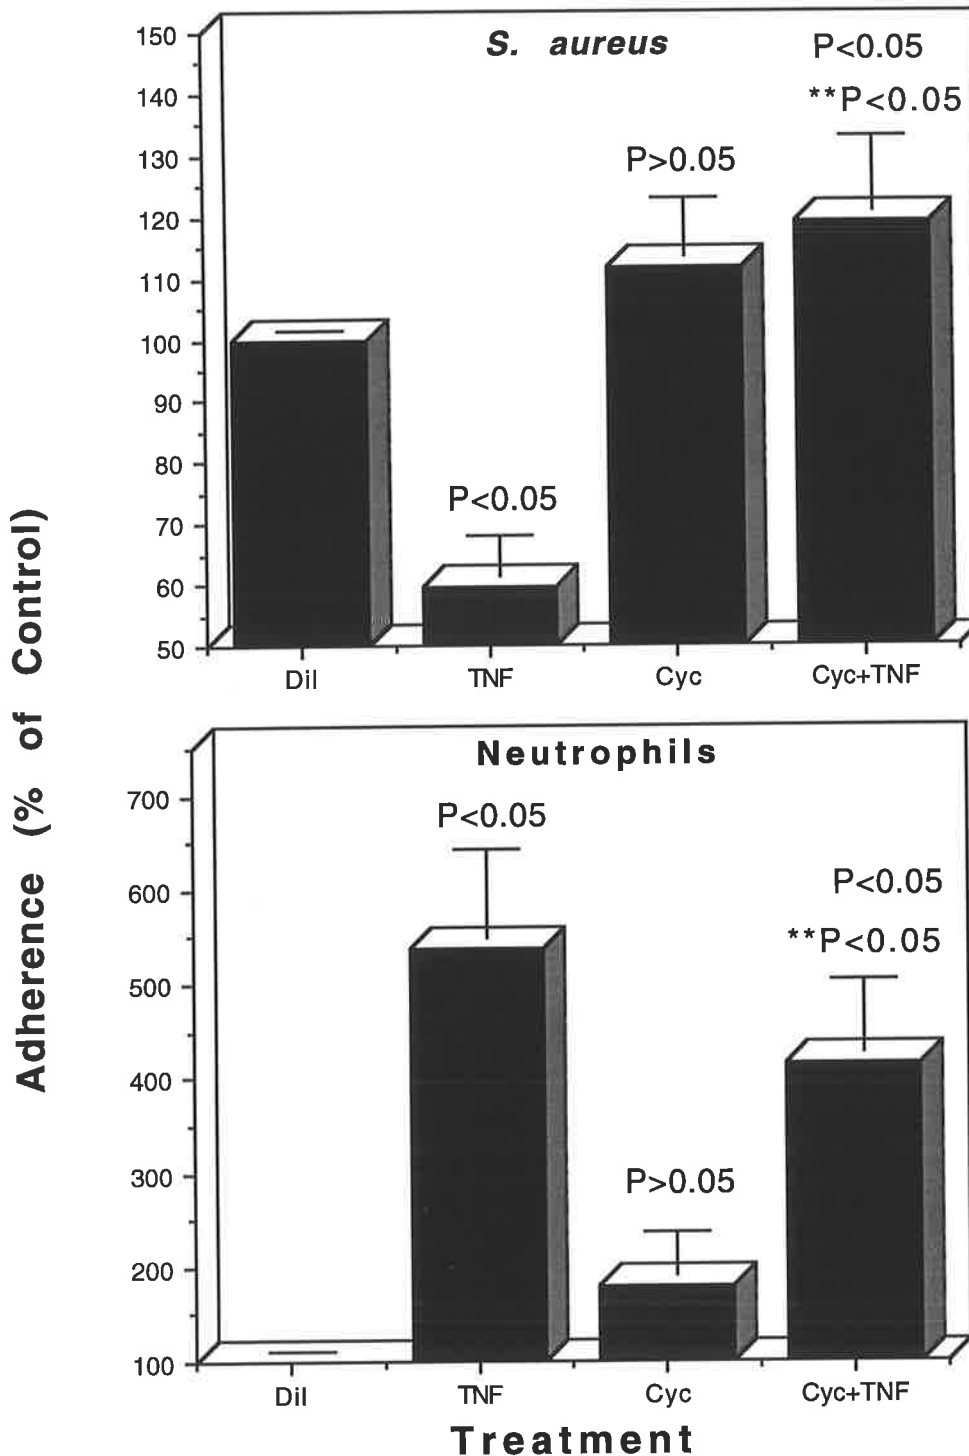 Adherence (% of Control)
S. aureus
P<0.05
**P<0.05
P>0.05
P<0.05
150
140
130
120
110
100
90
80
70
60
50
Dil TNF Cyc Cyc+TNF
Neutrophils
P<0.05
P<0.05
**P<0.05
P>0.05
700
600
500
400
300
200
100
Dil TNF Cyc Cyc+TNF
Treatment